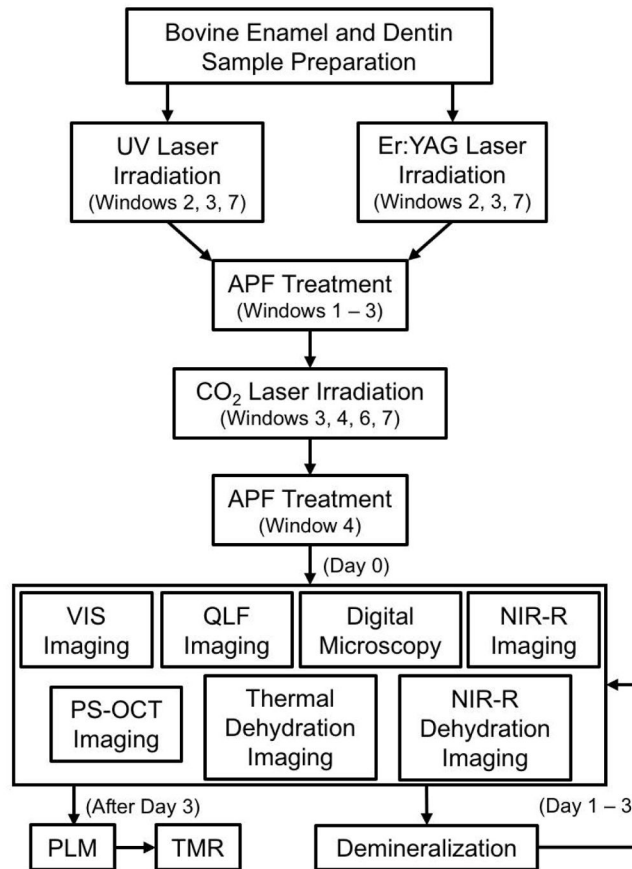 Bovine Enamel and Dentin
Sample Preparation
UV Laser
Irradiation
(Windows 2, 3, 7)
Er:YAG Laser
Irradiation
(Windows 2, 3, 7)
APF Treatment
(Windows 1 – 3)
CO₂ Laser Irradiation
(Windows 3, 4, 6, 7)
APF Treatment
(Window 4)
(Day 0)
VIS
Imaging
QLF
Imaging
Digital
Microscopy
NIR-R
Imaging
PS-OCT
Imaging
Thermal
Dehydration
Imaging
NIR-R
Dehydration
Imaging
(After Day 3)
(Day 1 – 3
PLM
TMR
Demineralization